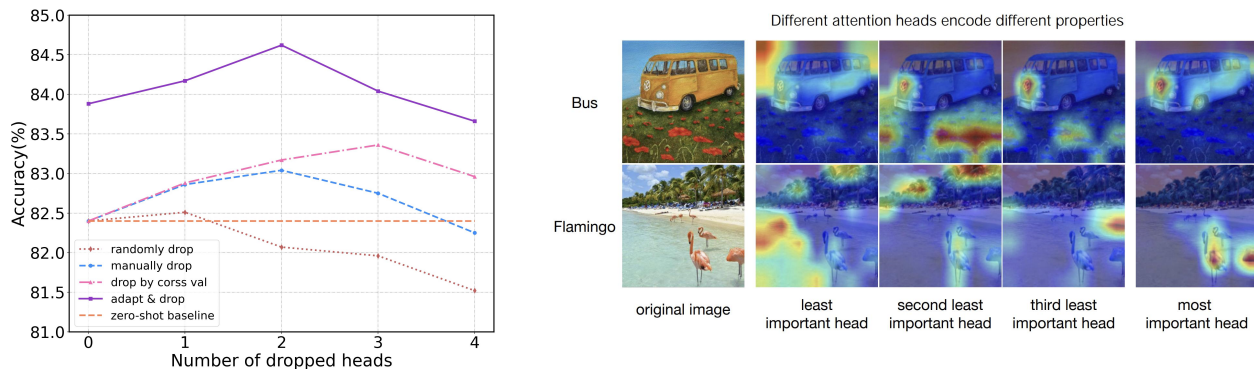 85.0
84.5
84.0
83.5
83.0
82.5
82.0
81.5
81.0
Accuracy(%)
randomly drop
manually drop
drop by corss val
adapt & drop
zero-shot baseline
0 1 2 3 4
Number of dropped heads
Different attention heads encode different properties
Bus
Flamingo
original image
least
important head
second least
important head
third least
important head
most
important head